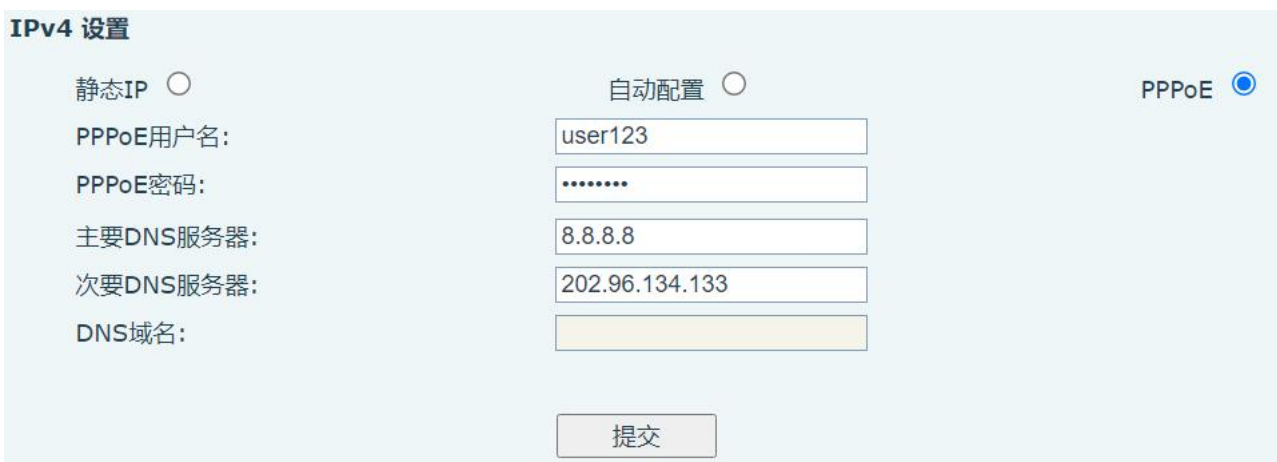 IPv4 设置
静态IP 自动配置 PPPoE
PPPoE用户名: user123
PPPoE密码: ••••••••
主要DNS服务器: 8.8.8.8
次要DNS服务器: 202.96.134.133
DNS域名:
提交